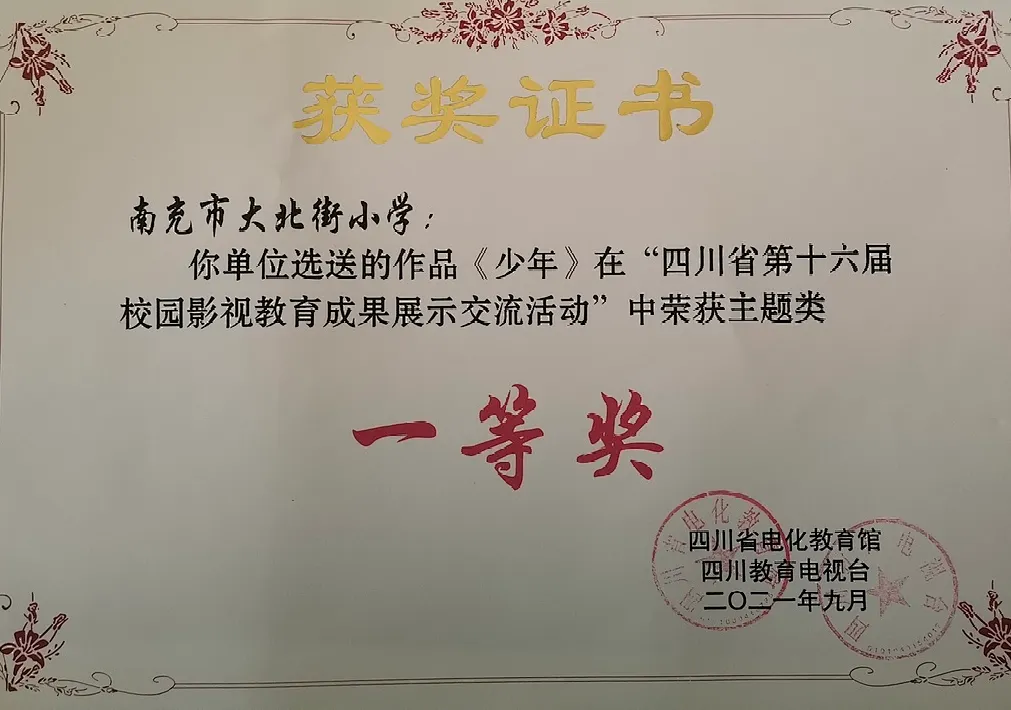 获奖证书
南充市大北街小学：
你单位选送的作品《少年》在“四川省第十六届
校园影视教育成果展示交流活动”中荣获主题类
一等奖
四川省电化教育馆
四川教育电视台
二〇二一年九月